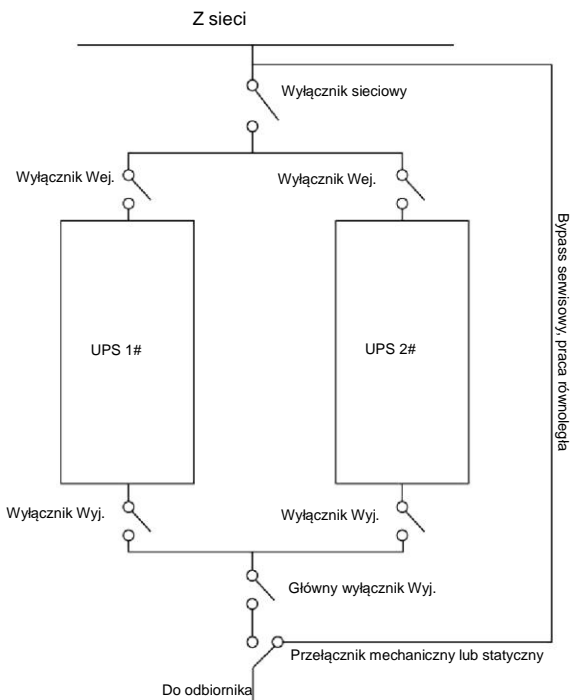 Z sieci
Wyłącznik sieciowy
Wyłącznik Wej.
Wyłącznik Wej.
UPS 1#
UPS 2#
Bypass serwisowy, praca równoległa
Wyłącznik Wyj.
Wyłącznik Wyj.
Główny wyłącznik Wyj.
Przełącznik mechaniczny lub statyczny
Do odbiornika